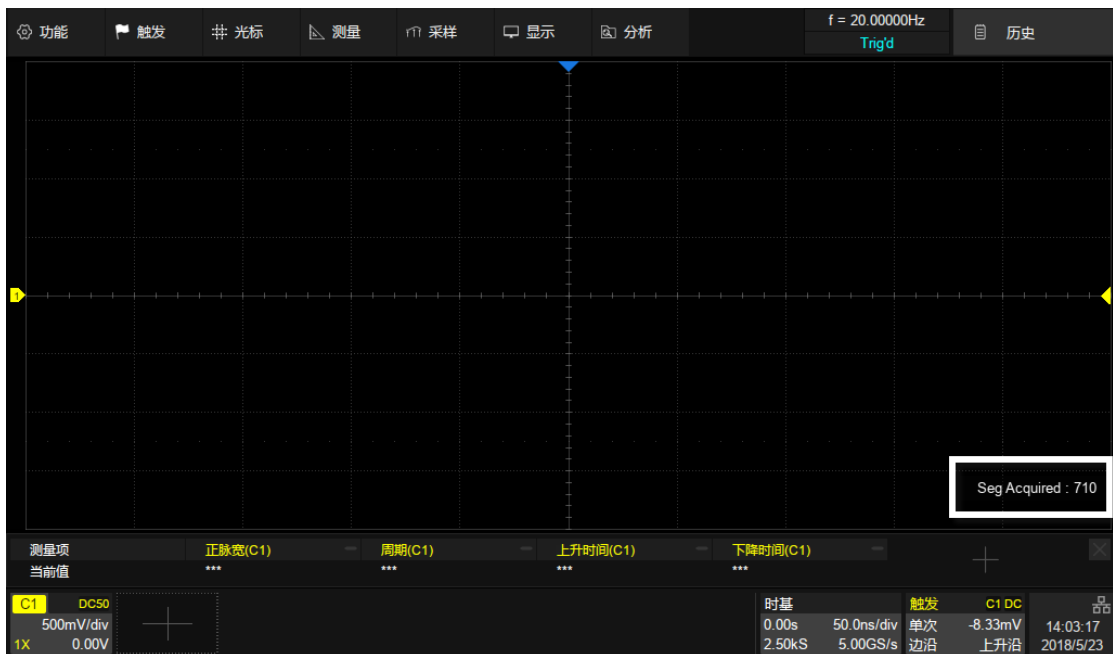 功能 触发 光标 测量 采样 显示 分析 f = 20.00000Hz 历史
Trig'd
1
Seg Acquired : 710
测量项 正脉宽(C1) 周期(C1) 上升时间(C1) 下降时间(C1)
当前值 *** *** *** ***
C1 DC50 时基 触发 C1 DC
500mV/div 0.00s 50.0ns/div 单次 -8.33mV 14:03:17
1X 0.00V 2.50kS 5.00GS/s 边沿 上升沿 2018/5/23